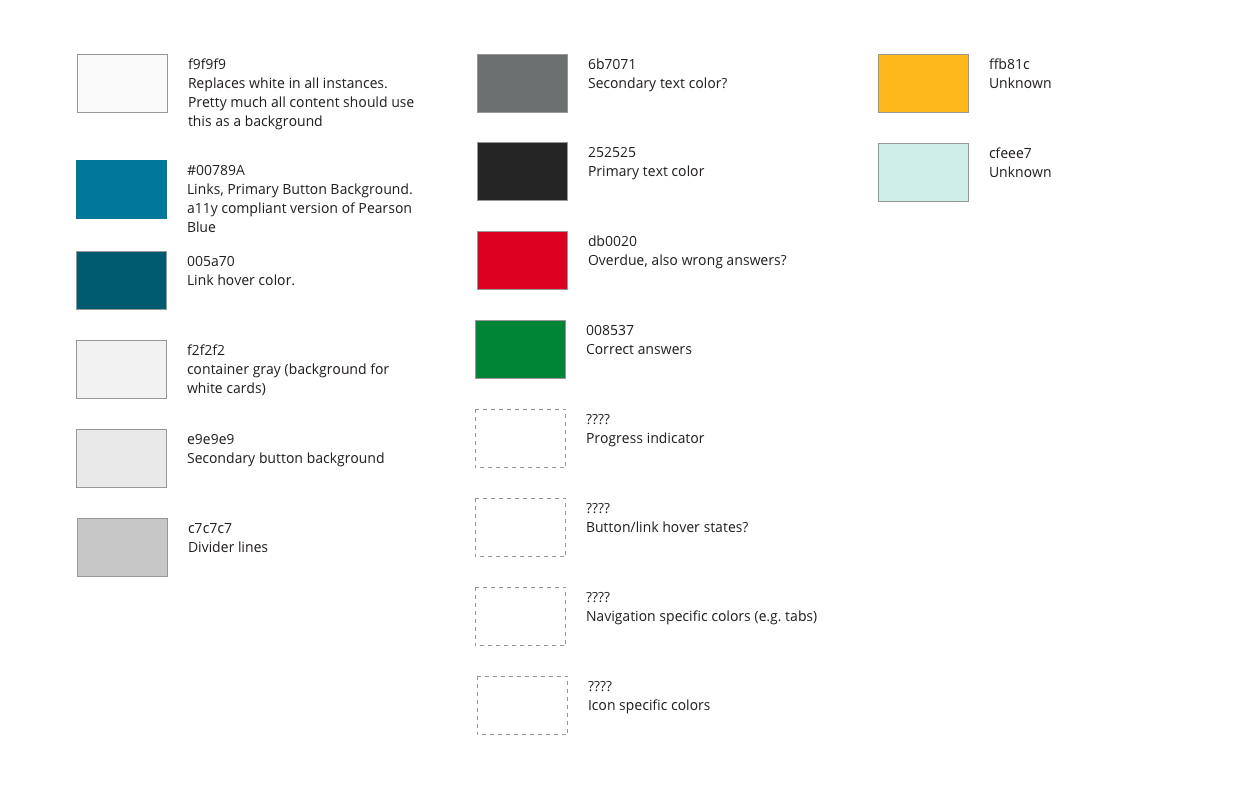 f9f9f9
Replaces white in all instances.
Pretty much all content should use
this as a background
#00789A
Links, Primary Button Background.
a11y compliant version of Pearson
Blue
005a70
Link hover color.
f2f2f2
container gray (background for
white cards)
e9e9e9
Secondary button background
c7c7c7
Divider lines
6b7071
Secondary text color?
252525
Primary text color
db0020
Overdue, also wrong answers?
008537
Correct answers
????
Progress indicator
????
Button/link hover states?
????
Navigation specific colors (e.g. tabs)
????
Icon specific colors
ffb81c
Unknown
cfeee7
Unknown